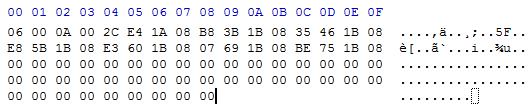 00 01 02 03 04 05 06 07 08 09 0A 0B 0C 0D 0E 0F
06 00 0A 00 2C E4 1A 08 B8 3B 1B 08 35 46 1B 08 ....,ä..¸;..5F..
E8 5B 1B 08 E3 60 1B 08 07 69 1B 08 BE 75 1B 08 è[..ã`...i..¾u..
00 00 00 00 00 00 00 00 00 00 00 00 00 00 00 00 ................
00 00 00 00 00 00 00 00 00 00 00 00 00 00 00 00 ................
00 00 00 00 00 00 00 00 00 .........